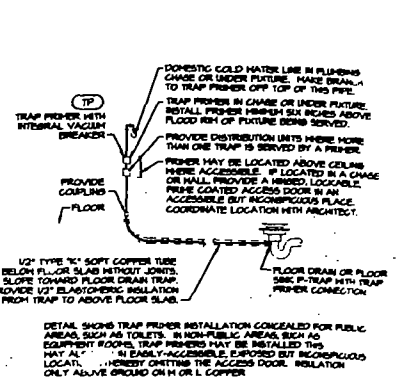 DOMESTIC COLD WATER LINE IN PLUMBING
CHASE OR UNDER FIXTURE. MAKE
TO TRAP PRIMER OFF TOP OF THIS PIPE.
TP
TRAP PRIMER WITH
INTEGRAL VACUUM
BREAKER
TRAP PRIMER IN CHASE OR UNDER FIXTURE.
INSTALL PRIMER MINIMUM SIX INCHES ABOVE
FLOOD RIM OF FIXTURE BEING SERVED.
PROVIDE DISTRIBUTION UNITS WHERE MORE
THAN ONE TRAP IS SERVED BY A PRIMER.
PRIMER MAY BE LOCATED ABOVE CEILING
WHERE ACCESSIBLE. IF LOCATED IN A CHASE
OR WALL PROVIDE A HINGED, LOCKABLE,
PRIME COATED ACCESS DOOR IN AN
ACCESSIBLE BUT INCONSPICUOUS PLACE.
COORDINATE LOCATION WITH ARCHITECT.
PROVIDE
COUPLING
FLOOR
1/2" TYPE "K" SOFT COPPER TUBE
BELOW FLOOR SLAB WITHOUT JOINTS.
SLOPE TOWARD FLOOR DRAIN TRAP.
ROVIDE 1/2" ELASTOMERIC INSULATION
FROM TRAP TO ABOVE FLOOR SLAB.
FLOOR DRAIN OR FLOOR
SINK P-TRAP WITH TRAP
PRIMER CONNECTION
DETAIL SHOWS TRAP PRIMER INSTALLATION CONCEALED FOR PUBLIC
AREAS, SUCH AS TOILETS. IN NON-PUBLIC AREAS, SUCH AS
EQUIPMENT ROOMS, TRAP PRIMERS MAY BE INSTALLED THIS
WAY IN EASILY-ACCESSIBLE, EXPOSED BUT INCONSPICUOUS
OMITTING THE ACCESS DOOR. INSULATION
ONLY ABOVE GROUND ON M OR L COPPER